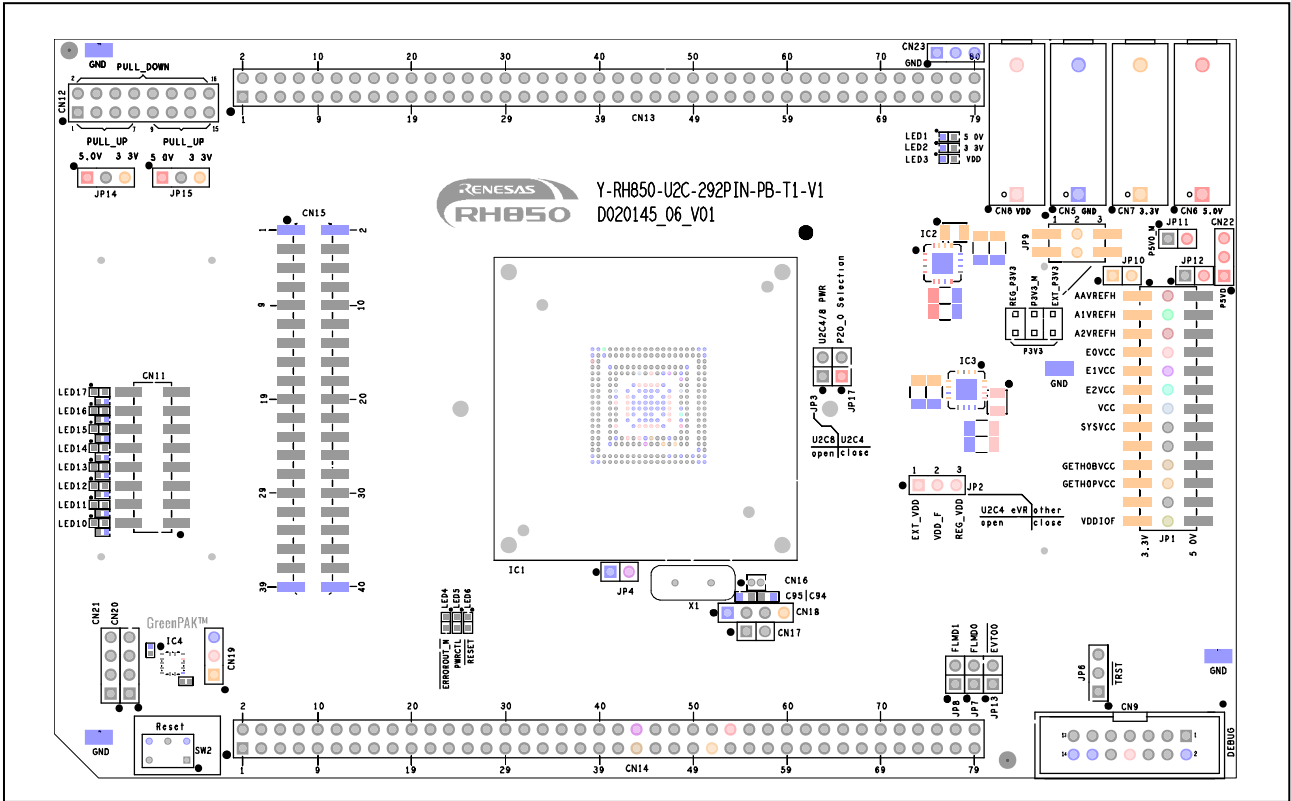 GND
PULL_DOWN
2 16
CN12
1 7 9 15
PULL_UP PULL_UP
5.0V 3 3V 5 0V 3 3V
JP14 JP15
2 10 20 30 40 50 60 70 80
1 9 19 29 39 CN13 49 59 69 79
CN23
GND
LED1 5 0V
LED2 3 3V
LED3 VDD
CN8 VDD CN5 GND CN7 3.3V CN6 5.0V
RENESAS
RH850
Y-RH850-U2C-292PIN-PB-T1-V1
D020145_06_V01
CN15
1 2
9 10
19 20
29 30
39 40
IC2
1 2 3
JP9
JP11
P5V0_M
CN22
JP10 JP12
P5V0
REG_P3V3
P3V3_M
EXT_P3V3
P3V3
AAVREFH
A1VREFH
A2VREFH
E0VCC
E1VCC
E2VCC
VCC
SYSVCC
GETH0BVCC
GETH0PVCC
VDDIOF
3.3V JP1 5 0V
GND
IC3
U2C4/8 PWR
P20_0 Selection
JP3 JP17
U2C8 U2C4
open close
1 2 3
JP2
EXT_VDD
VDD_F
REG_VDD
U2C4 eVR other
open close
CN11
LED17
LED16
LED15
LED14
LED13
LED12
LED11
LED10
IC1
JP4
X1
CN16
C95|C94
CN18
CN17
CN21
CN20
GreenPAK™
IC4
CN19
LED4
LED5
LED6
ERROROUT_N
PWRCTL
RESET
FLMD1
FLMD0
EVTO0
JP8 JP7 JP13
JP6
TRST
GND
CN9
13 1
14 2
DEBUG
GND
Reset
SW2
2 10 20 30 40 50 60 70
1 9 19 29 39 CN14 49 59 69 79